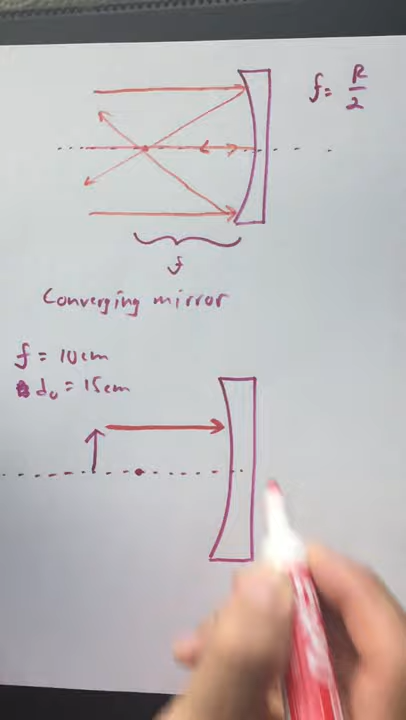 f = R/2
f
Converging mirror
f = 10cm
do = 15cm